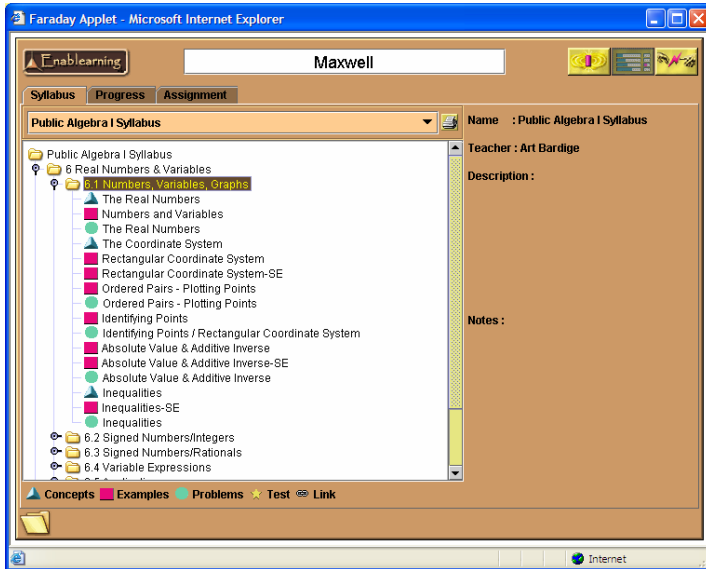 Faraday Applet - Microsoft Internet Explorer
Enablearning
Maxwell
Syllabus Progress Assignment
Public Algebra I Syllabus
Name : Public Algebra I Syllabus
Teacher : Art Bardige
Description :
Notes :
Public Algebra I Syllabus
6 Real Numbers & Variables
6.1 Numbers, Variables, Graphs
The Real Numbers
Numbers and Variables
The Real Numbers
The Coordinate System
Rectangular Coordinate System
Rectangular Coordinate System-SE
Ordered Pairs - Plotting Points
Ordered Pairs - Plotting Points
Identifying Points
Identifying Points / Rectangular Coordinate System
Absolute Value & Additive Inverse
Absolute Value & Additive Inverse-SE
Absolute Value & Additive Inverse
Inequalities
Inequalities-SE
Inequalities
6.2 Signed Numbers/Integers
6.3 Signed Numbers/Rationals
6.4 Variable Expressions
Concepts Examples Problems Test Link
Internet